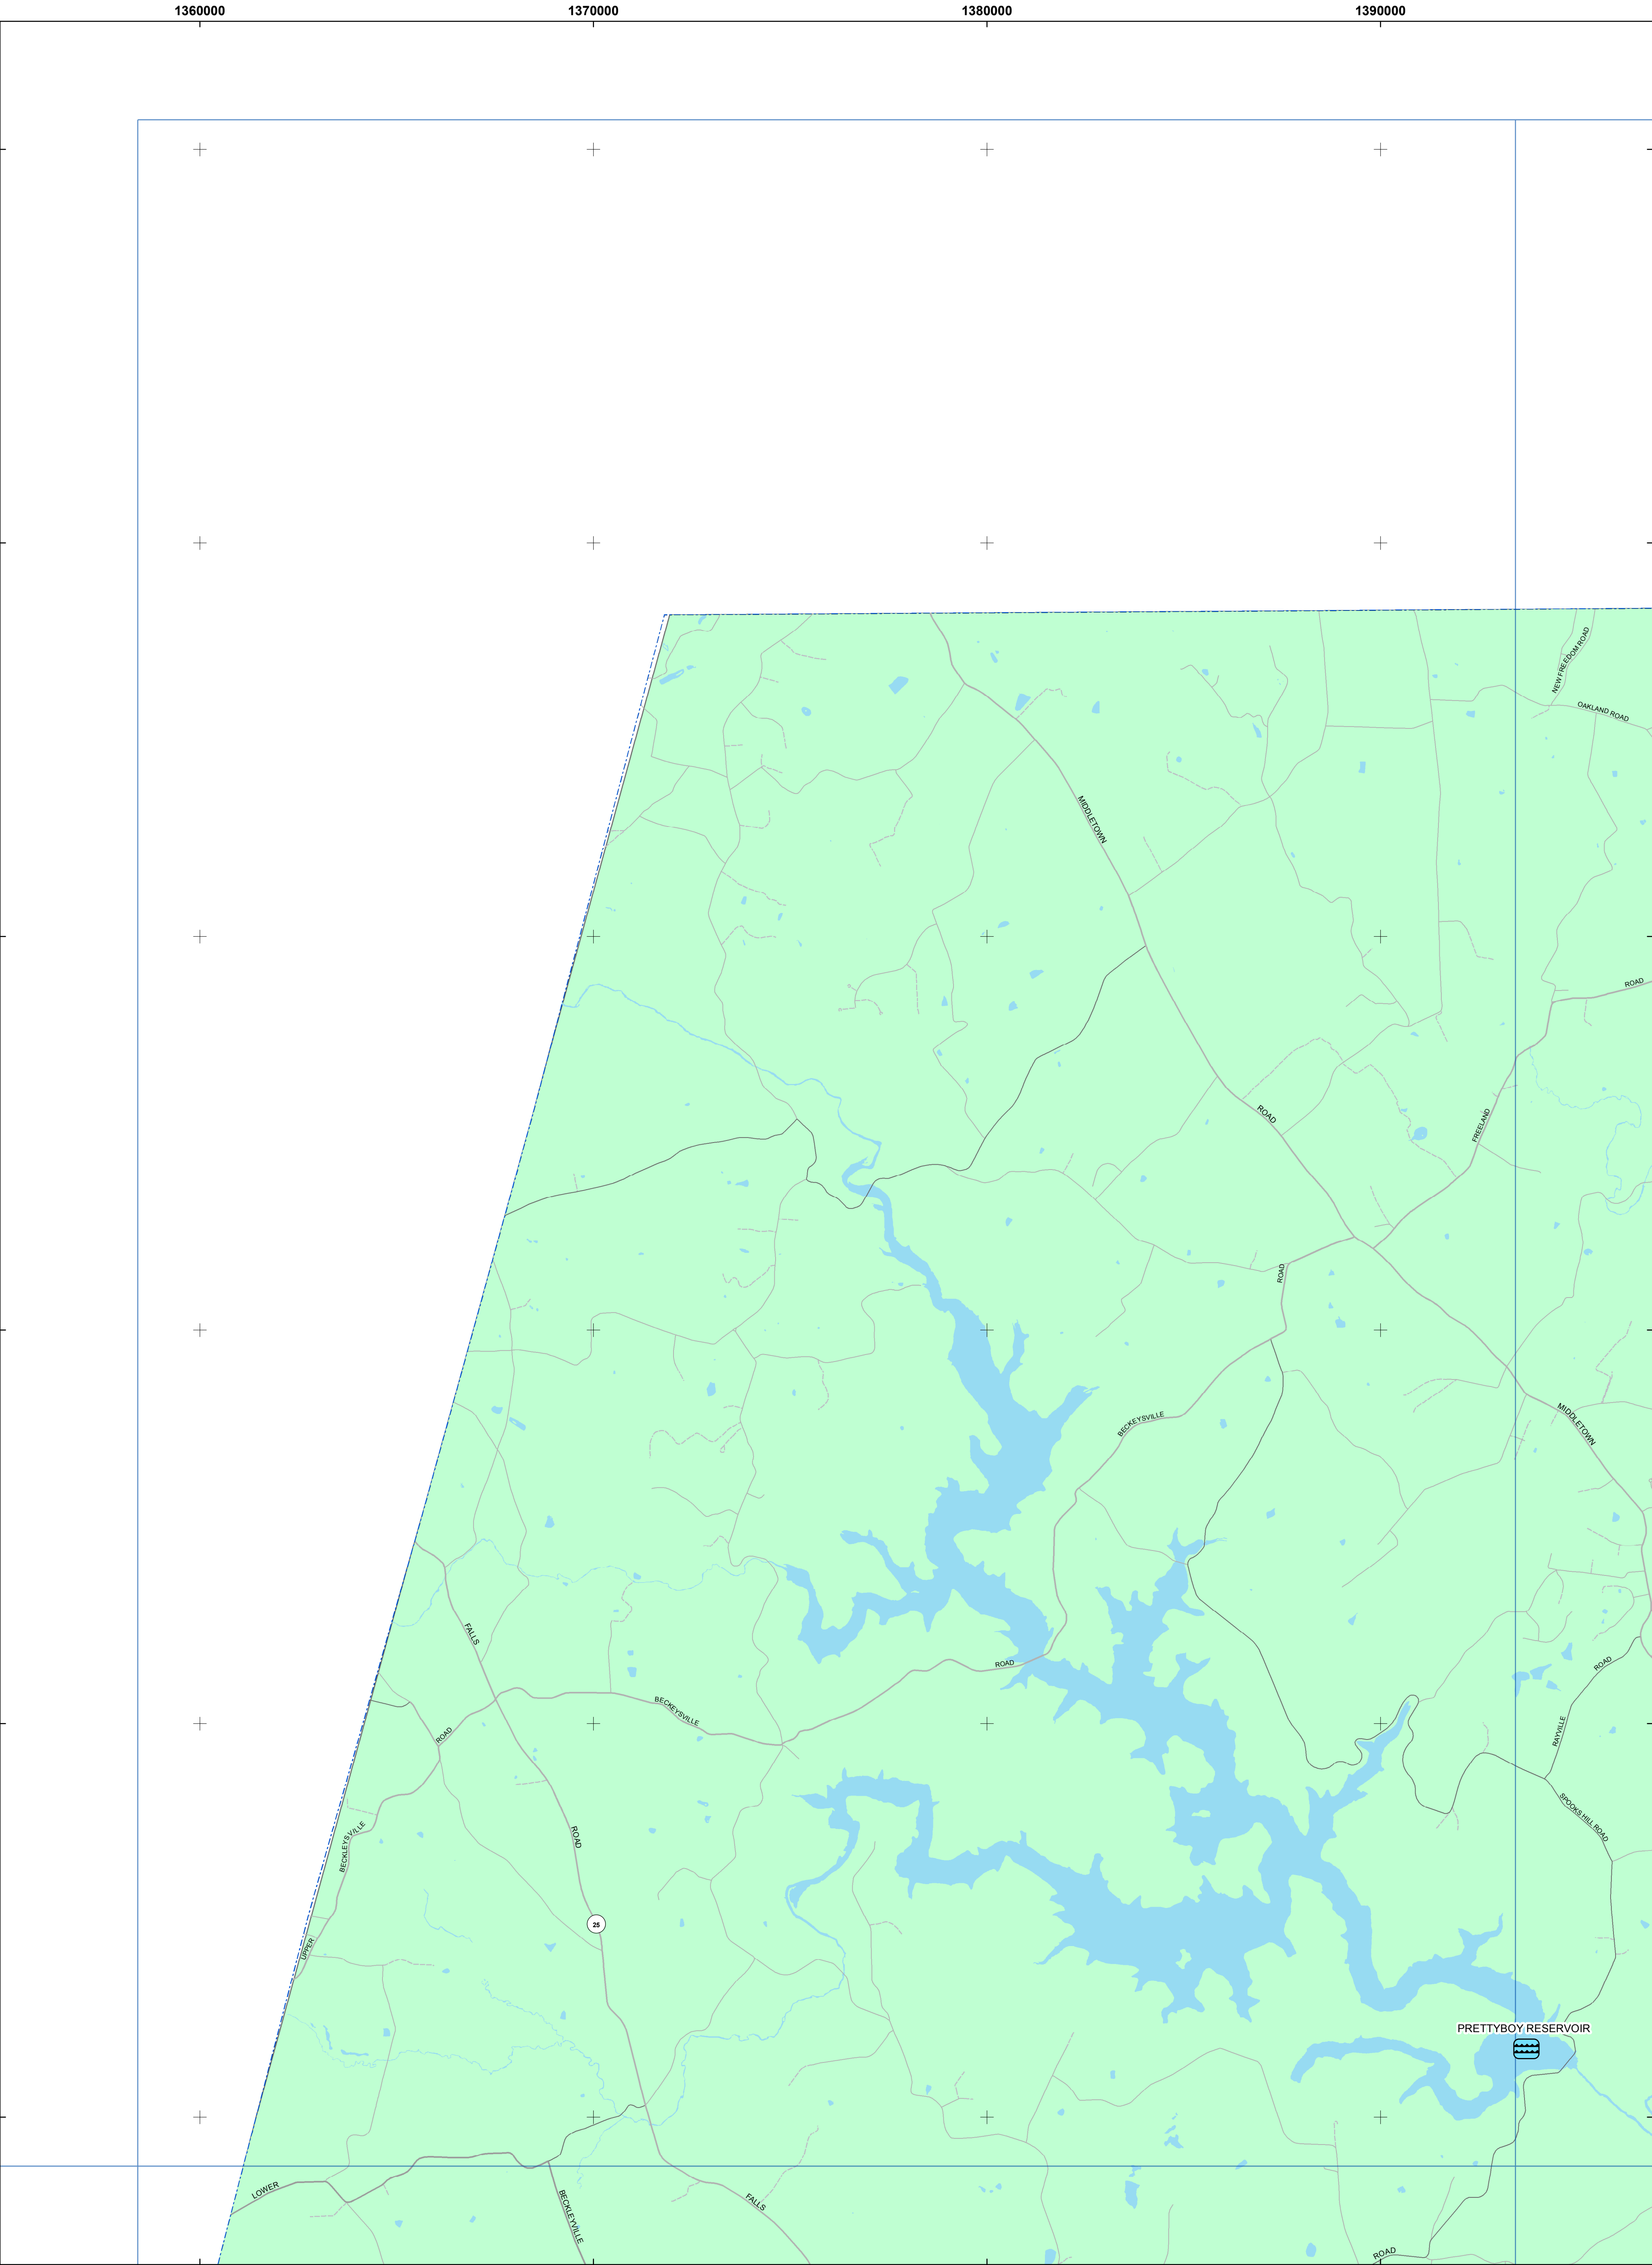 1360000
1370000
1380000
1390000
NEW FREEDOM ROAD
OAKLAND ROAD
MIDDLETOWN
ROAD
ROAD
FREELAND
ROAD
BECKEYSVILLE
MIDDLETOWN
FALLS
ROAD
ROAD
BECKEYSVILLE
ROAD
RAYVILLE
SPOOKS HILL ROAD
BECKLEYSVILLE
ROAD
25
UPPER
PRETTYBOY RESERVOIR
LOWER
BECKLEYVILLE
FALLS
ROAD